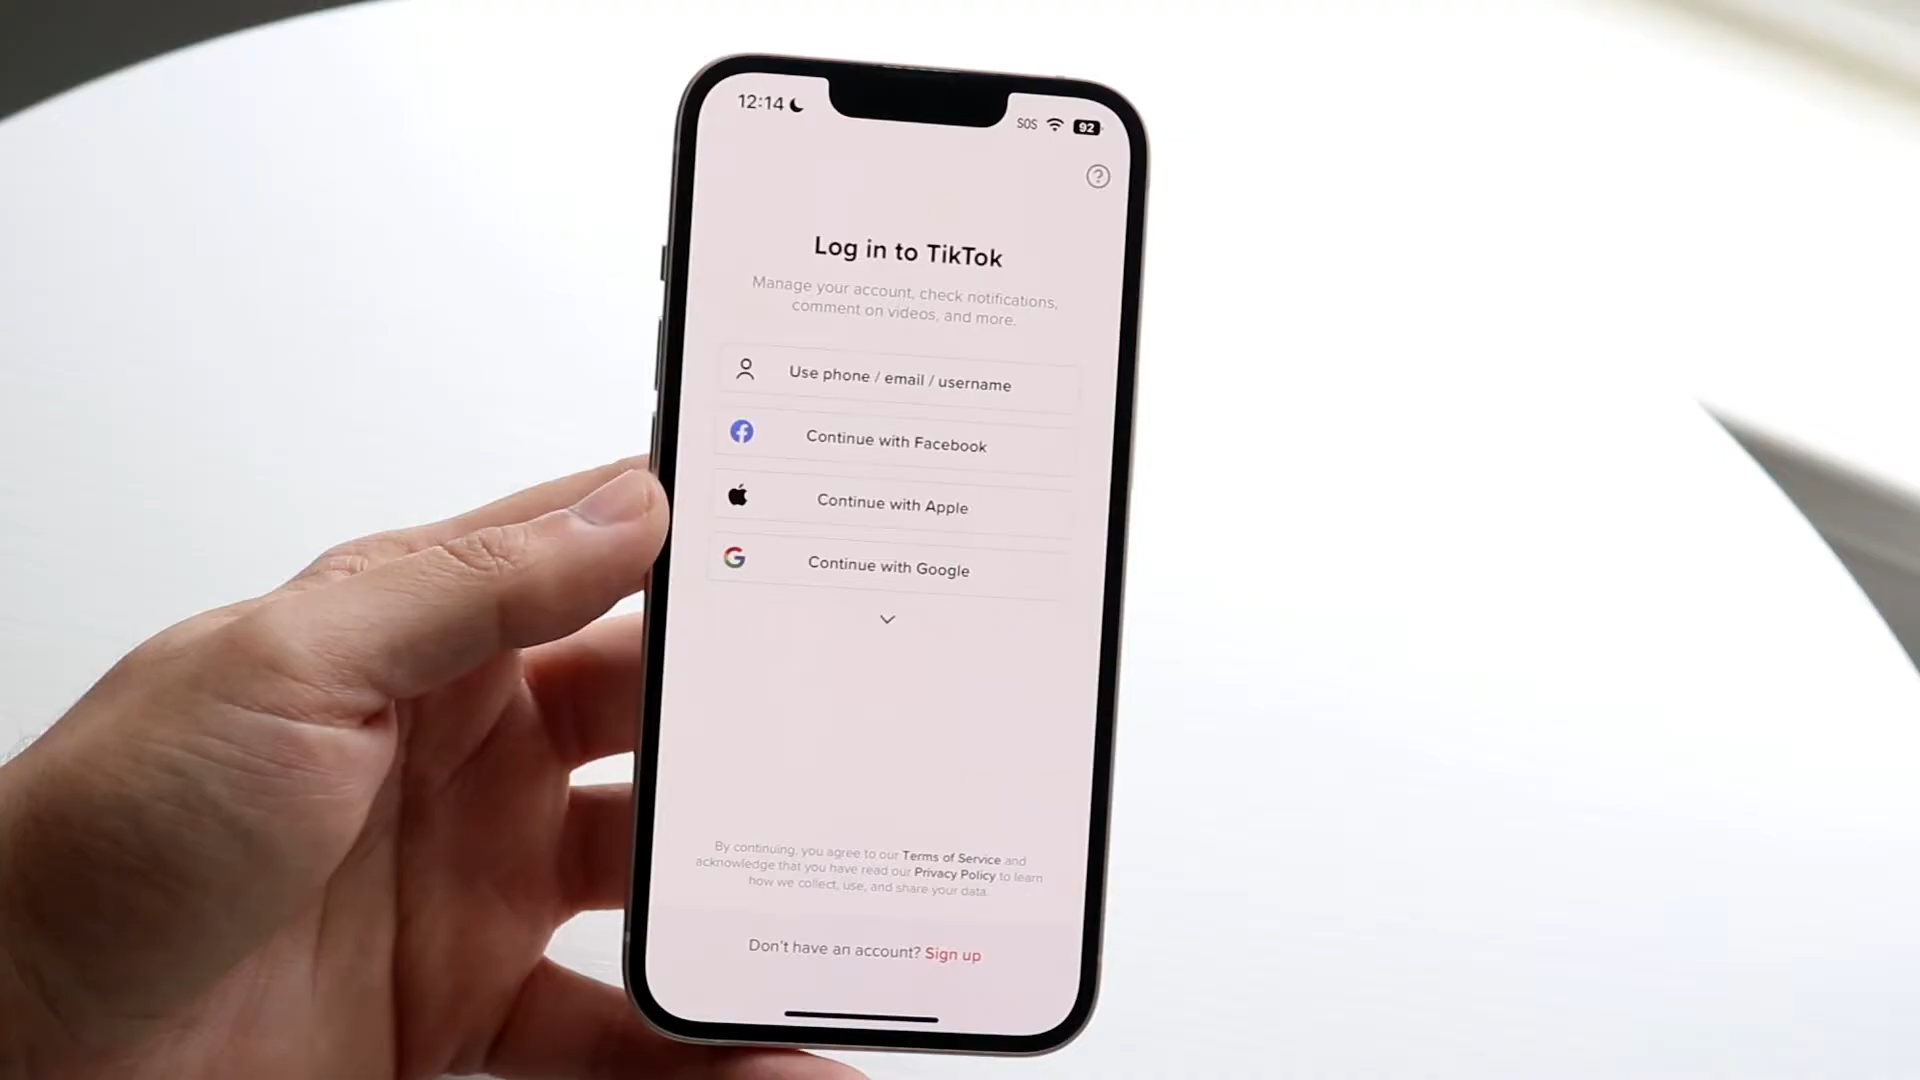 12:14
SOS
92
?
Log in to TikTok
Manage your account, check notifications,
comment on videos, and more.
Use phone / email / username
Continue with Facebook
Continue with Apple
Continue with Google
By continuing, you agree to our Terms of Service and
acknowledge that you have read our Privacy Policy to learn
how we collect, use, and share your data.
Don't have an account? Sign up